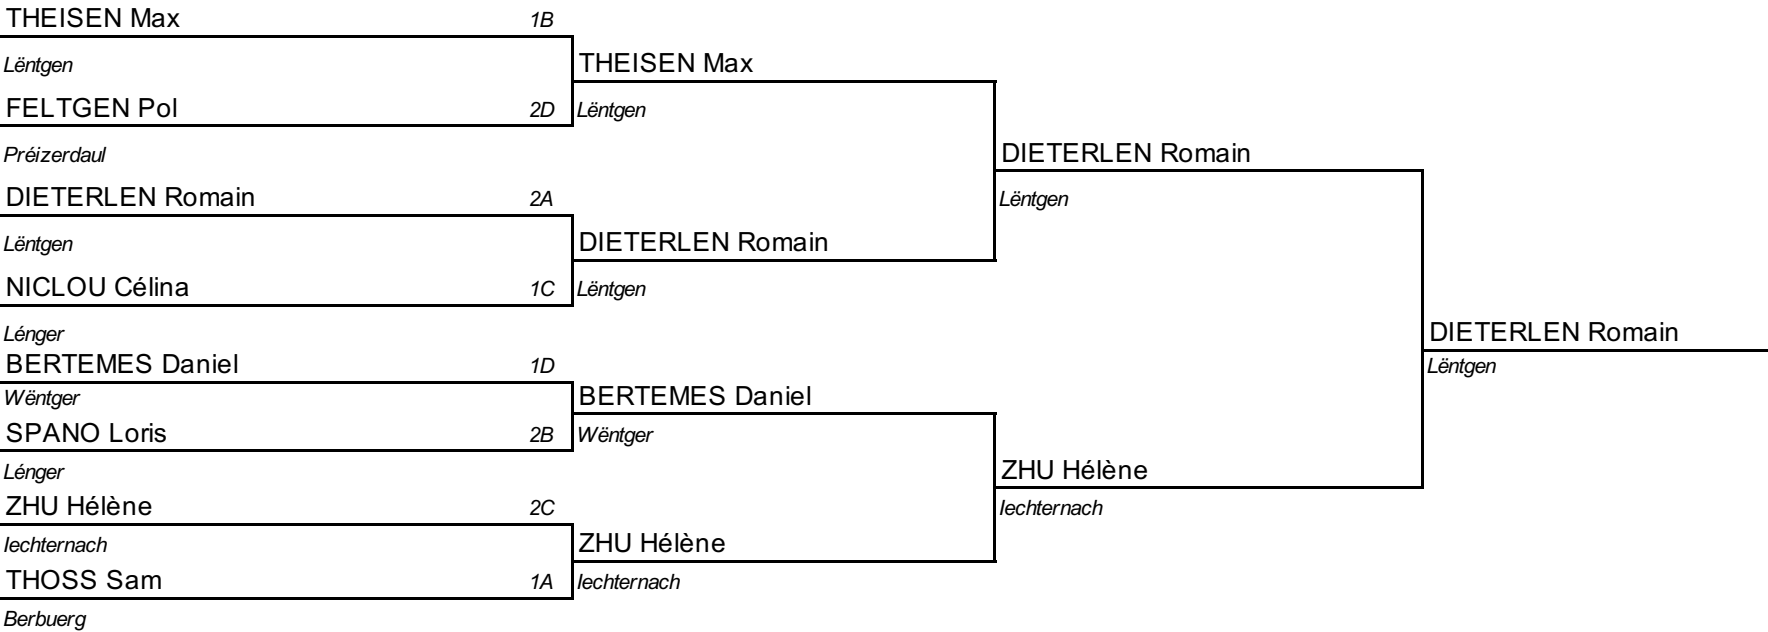 THEISEN Max 1B
Lëntgen
THEISEN Max
FELTGEN Pol 2D
Lëntgen
Préizerdaul
DIETERLEN Romain
DIETERLEN Romain 2A
Lëntgen
Lëntgen
DIETERLEN Romain
NICLOU Célina 1C
Lëntgen
Lénger
DIETERLEN Romain
BERTEMES Daniel 1D
Lëntgen
Wëntger
BERTEMES Daniel
SPANO Loris 2B
Wëntger
Lénger
ZHU Hélène
ZHU Hélène 2C
Iechternach
Iechternach
ZHU Hélène
THOSS Sam 1A
Iechternach
Berbuerg